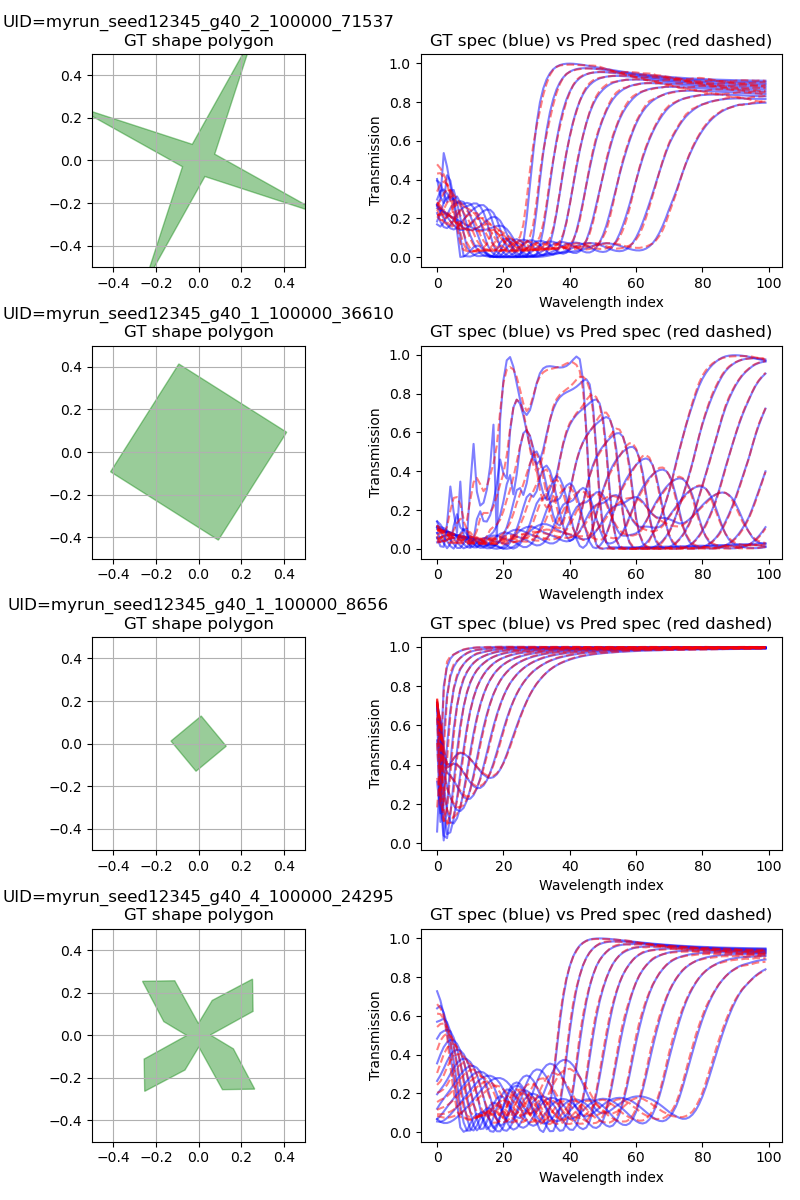 UID=myrun_seed12345_g40_2_100000_71537
GT shape polygon
GT spec (blue) vs Pred spec (red dashed)
0.4
0.2
0.0
−0.2
−0.4
−0.4 −0.2 0.0 0.2 0.4
Transmission
1.0
0.8
0.6
0.4
0.2
0.0
0 20 40 60 80 100
Wavelength index
UID=myrun_seed12345_g40_1_100000_36610
GT shape polygon
GT spec (blue) vs Pred spec (red dashed)
0.4
0.2
0.0
−0.2
−0.4
−0.4 −0.2 0.0 0.2 0.4
Transmission
1.0
0.8
0.6
0.4
0.2
0.0
0 20 40 60 80 100
Wavelength index
UID=myrun_seed12345_g40_1_100000_8656
GT shape polygon
GT spec (blue) vs Pred spec (red dashed)
0.4
0.2
0.0
−0.2
−0.4
−0.4 −0.2 0.0 0.2 0.4
Transmission
1.0
0.8
0.6
0.4
0.2
0.0
0 20 40 60 80 100
Wavelength index
UID=myrun_seed12345_g40_4_100000_24295
GT shape polygon
GT spec (blue) vs Pred spec (red dashed)
0.4
0.2
0.0
−0.2
−0.4
−0.4 −0.2 0.0 0.2 0.4
Transmission
1.0
0.8
0.6
0.4
0.2
0.0
0 20 40 60 80 100
Wavelength index